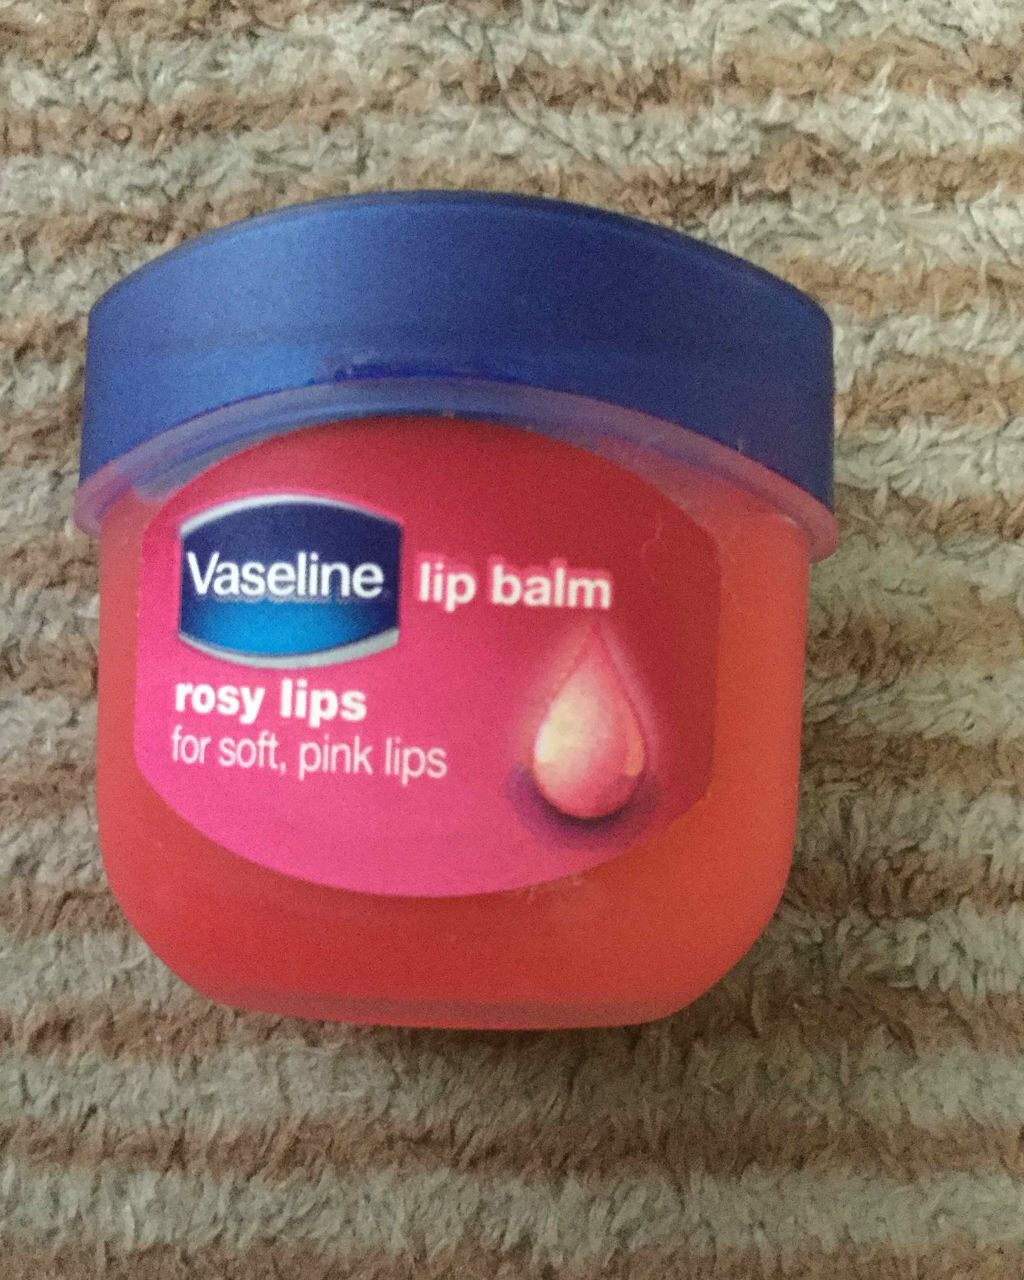 Vaseline lip balm
rosy lips
for soft, pink lips